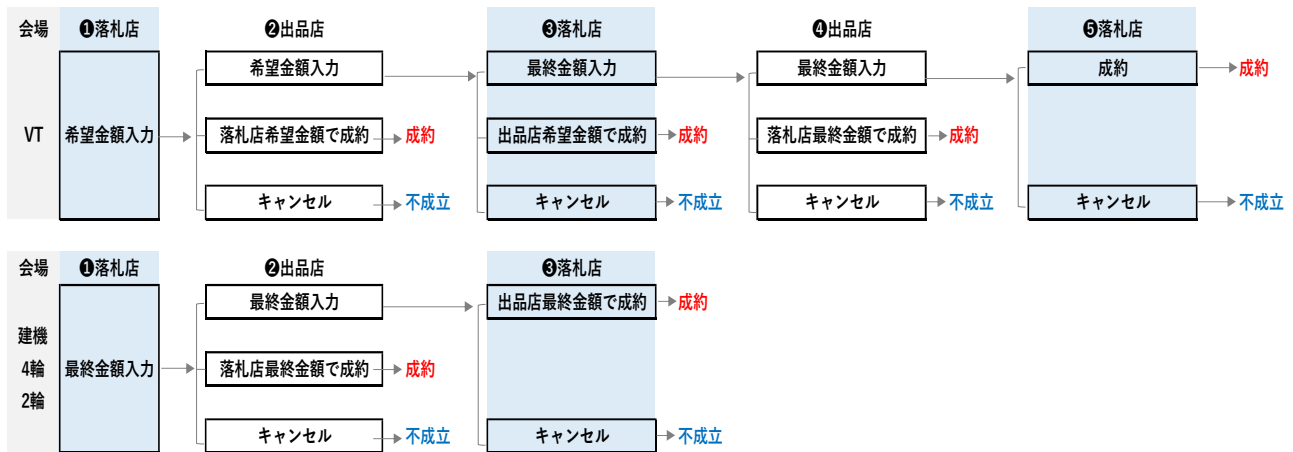 会場 ❶落札店 ❷出品店 ❸落札店 ❹出品店 ❺落札店
希望金額入力 最終金額入力 最終金額入力 成約 成約
VT 希望金額入力 落札店希望金額で成約 成約 出品店希望金額で成約 成約 落札店最終金額で成約 成約
キャンセル 不成立 キャンセル 不成立 キャンセル 不成立 キャンセル 不成立
会場 ❶落札店 ❷出品店 ❸落札店
最終金額入力 出品店最終金額で成約 成約
建機
4輪 最終金額入力 落札店最終金額で成約 成約
2輪
キャンセル 不成立 キャンセル 不成立